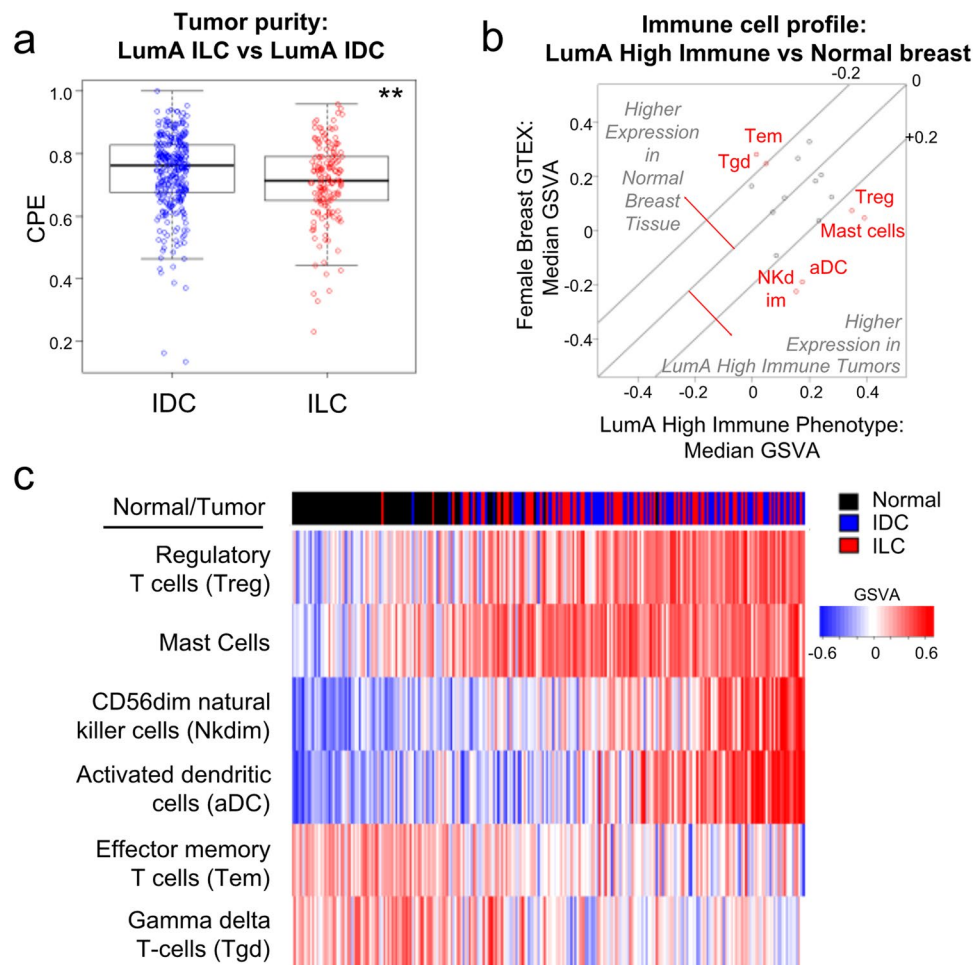 a
Tumor purity:
LumA ILC vs LumA IDC
CPE
1.0
0.8
0.6
0.4
0.2
**
IDC
ILC
b
Immune cell profile:
LumA High Immune vs Normal breast
-0.2
0
+0.2
Female Breast GTEX:
Median GSVA
0.4
0.2
0
-0.2
-0.4
Higher
Expression
in
Normal
Breast
Tissue
Tem
Tgd
Treg
Mast cells
NKd
im
aDC
Higher
Expression in
LumA High Immune Tumors
-0.4
-0.2
0
0.2
0.4
LumA High Immune Phenotype:
Median GSVA
c
Normal/Tumor
Regulatory
T cells (Treg)
Mast Cells
CD56dim natural
killer cells (Nkdim)
Activated dendritic
cells (aDC)
Effector memory
T cells (Tem)
Gamma delta
T-cells (Tgd)
Normal
IDC
ILC
GSVA
-0.6
0
0.6